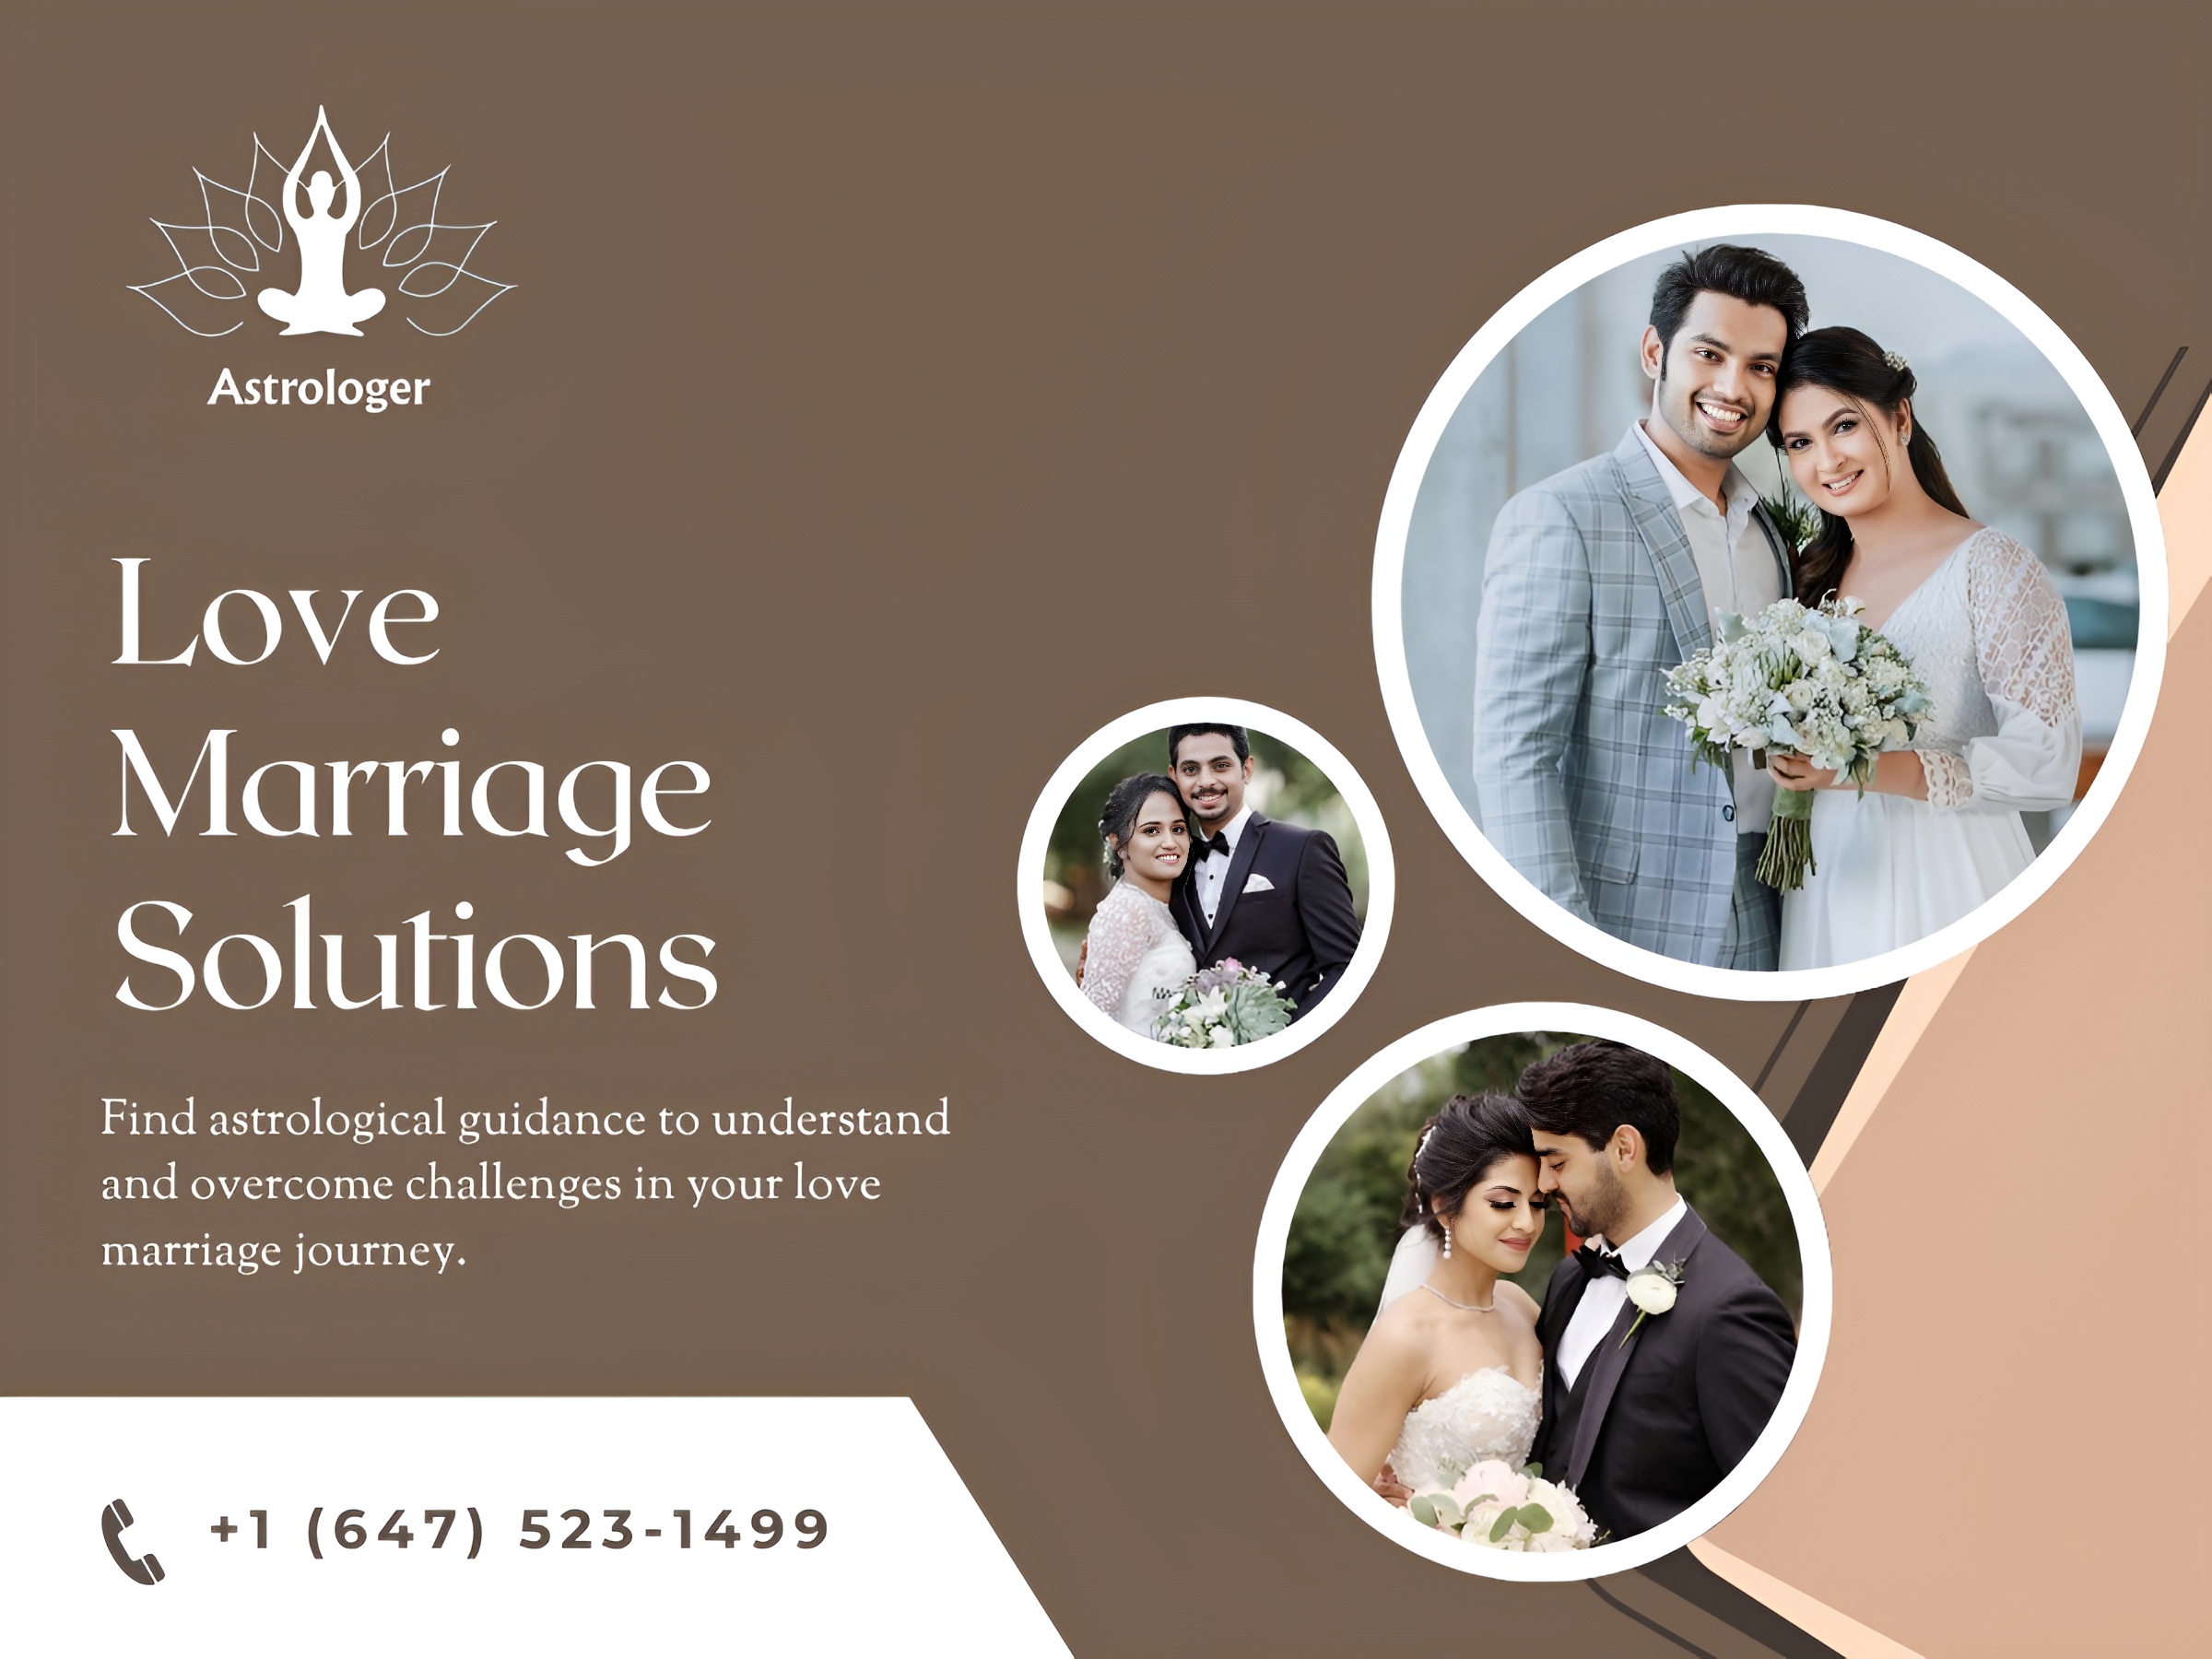 Astrologer
Love
Marriage
Solutions
Find astrological guidance to understand
and overcome challenges in your love
marriage journey.
+1 (647) 523-1499